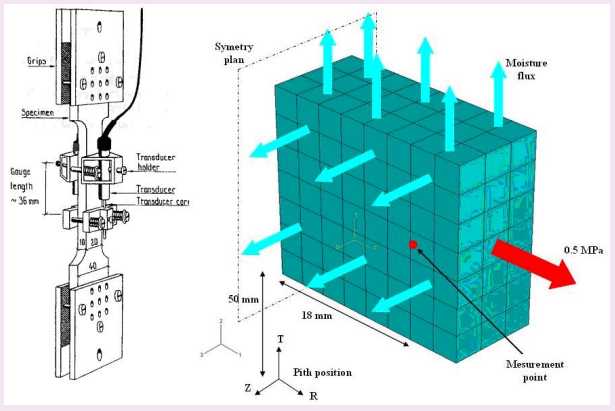 Grips
Specimen
Gauge
length
~ 36 mm
Transducer
holder
Transducer
Transducer core
10
20
40
Symetry
plan
Moisture
flux
0.5 MPa
50 mm
18 mm
Mesurement
point
Pith position
T
Z
R
2
3
1